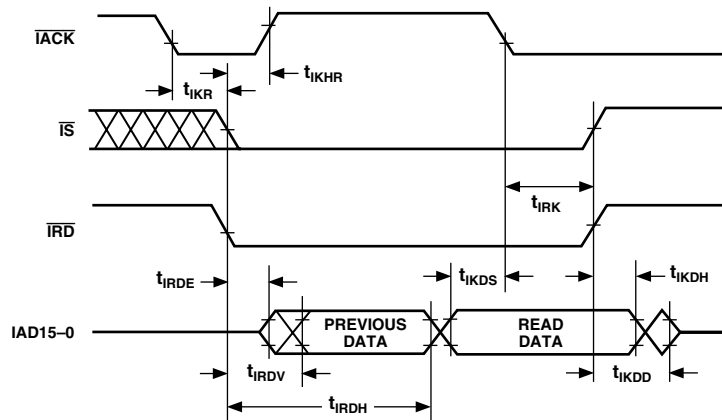 IACK
tIKR
tIKHR
IS
tIRK
IRD
tIRDE
tIKDS
tIKDH
IAD15–0
PREVIOUS
DATA
READ
DATA
tIRDV
tIKDD
tIRDH